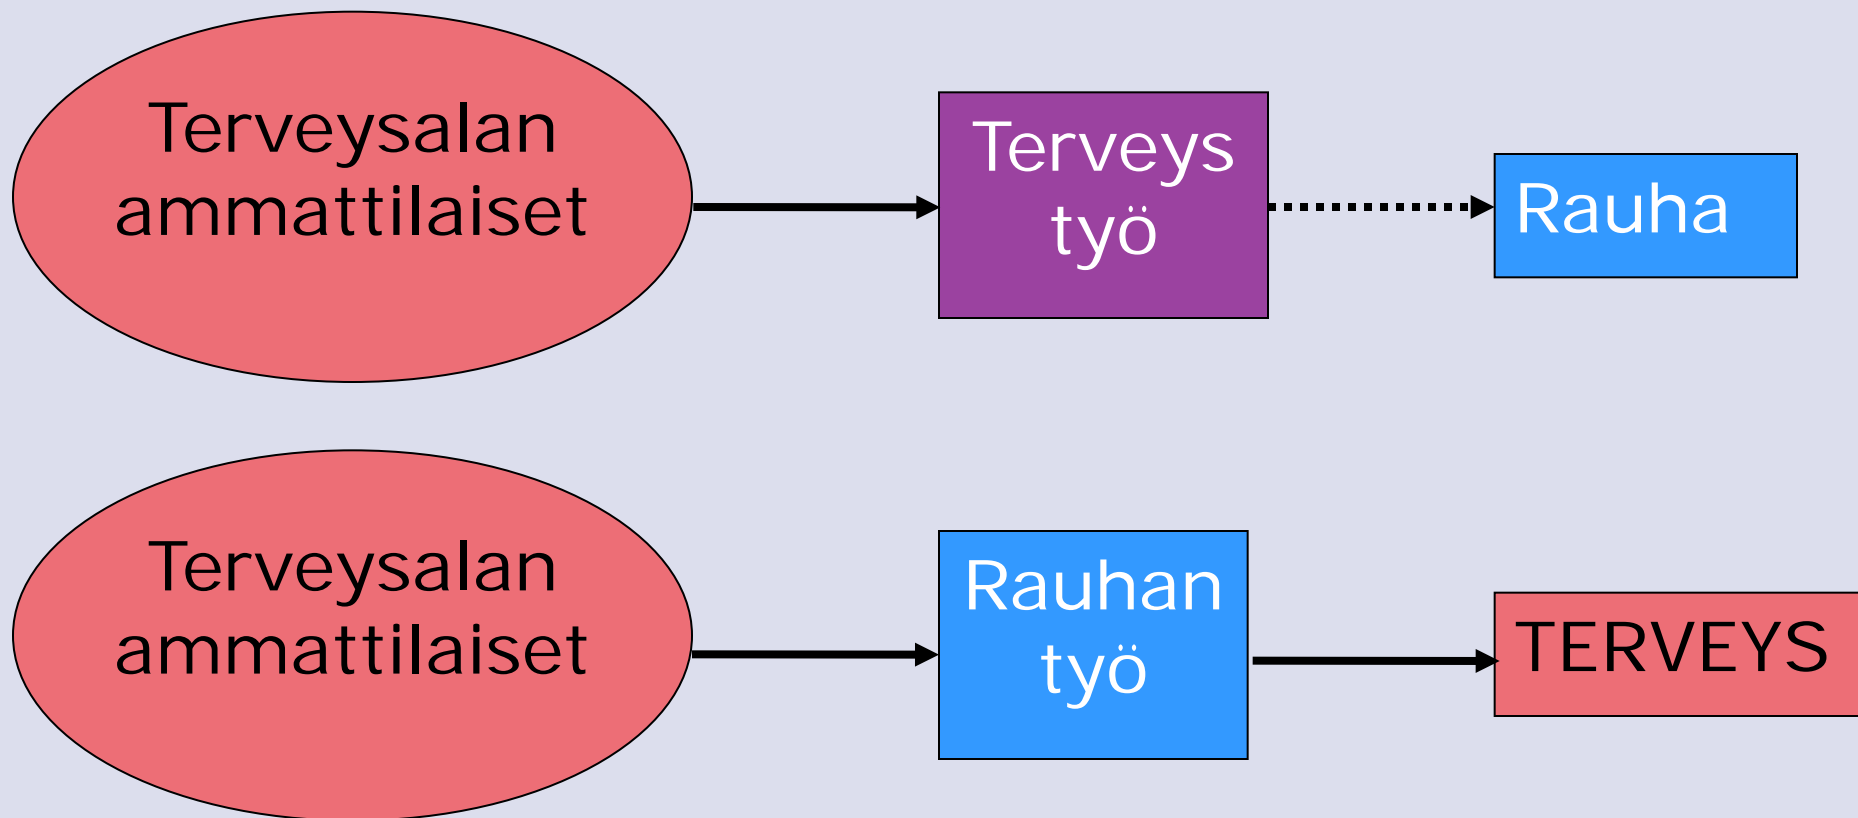 Terveysalan
ammattilaiset
Terveys
työ
Rauha
Terveysalan
ammattilaiset
Rauhan
työ
TERVEYS